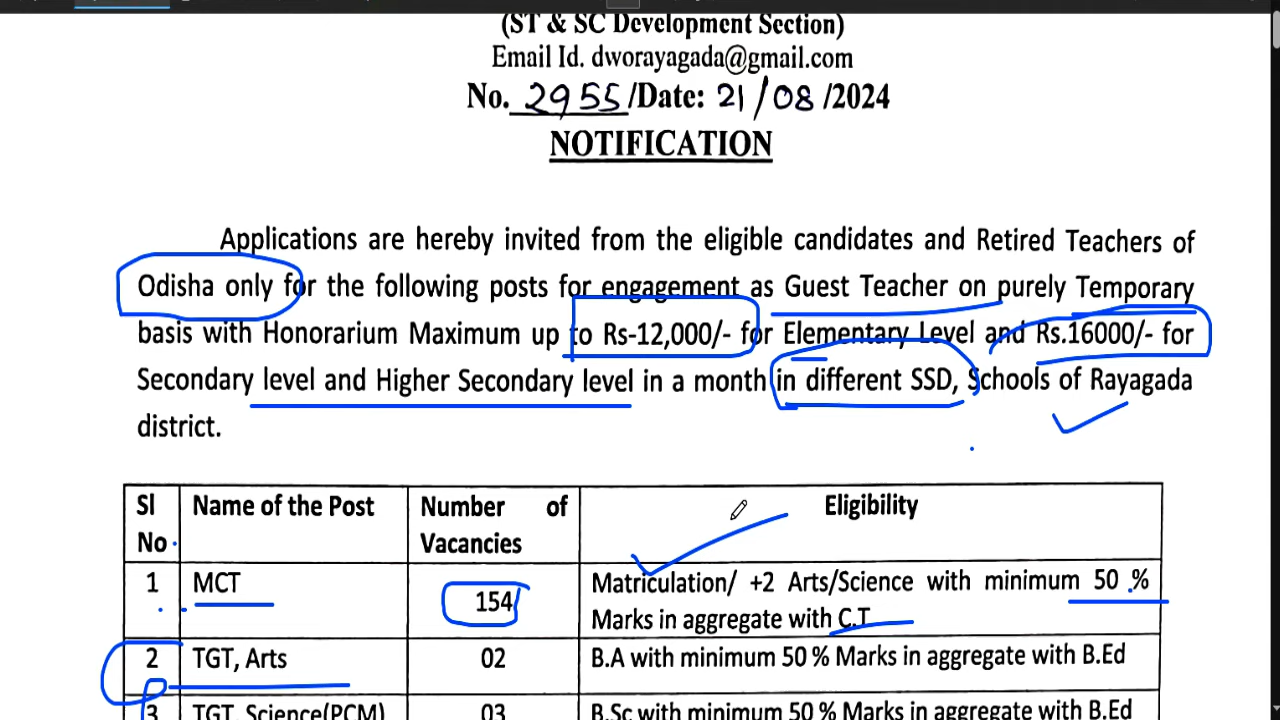 (ST & SC Development Section)
Email Id. dworayagada@gmail.com
No. 2955 /Date: 21/08 /2024
NOTIFICATION
Applications are hereby invited from the eligible candidates and Retired Teachers of
Odisha only for the following posts for engagement as Guest Teacher on purely Temporary
basis with Honorarium Maximum up to Rs-12,000/- for Elementary Level and Rs.16000/- for
Secondary level and Higher Secondary level in a month in different SSD, Schools of Rayagada
district.
Sl No Name of the Post Number of Vacancies Eligibility
1 MCT 154 Matriculation/ +2 Arts/Science with minimum 50 %
Marks in aggregate with C.T
2 TGT, Arts 02 B.A with minimum 50 % Marks in aggregate with B.Ed
3 TGT, Science(PCM) 03 B.Sc with minimum 50 % Marks in aggregate with B.Ed